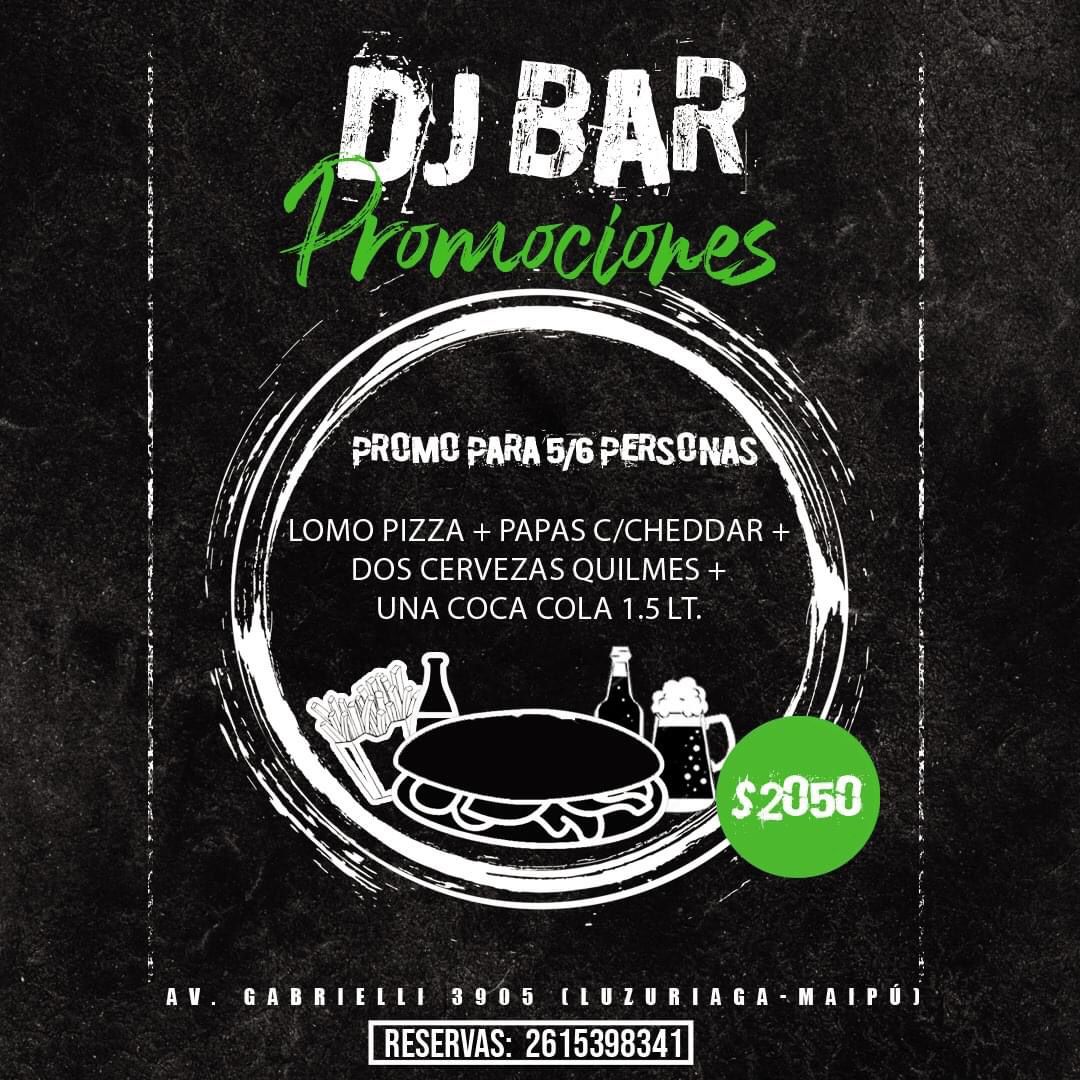 DJ BAR
Promociones
PROMO PARA 5/6 PERSONAS
LOMO PIZZA + PAPAS C/CHEDDAR +
DOS CERVEZAS QUILMES +
UNA COCA COLA 1.5 LT.
$2050
AV. GABRIELLI 3905 (LUZURIAGA-MAIPÚ)
RESERVAS: 2615398341